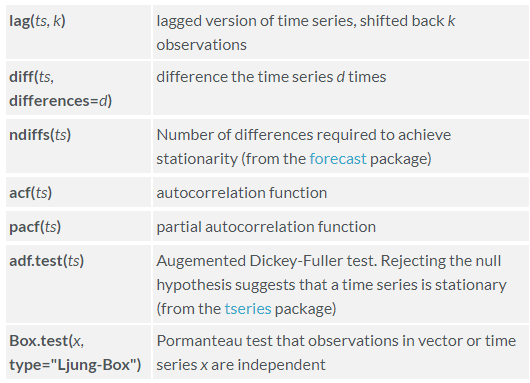 lag(ts, k) lagged version of time series, shifted back k
observations
diff(ts, difference the time series d times
differences=d)
ndiffs(ts) Number of differences required to achieve
stationarity (from the forecast package)
acf(ts) autocorrelation function
pacf(ts) partial autocorrelation function
adf.test(ts) Augemented Dickey-Fuller test. Rejecting the null
hypothesis suggests that a time series is stationary
(from the tseries package)
Box.test(x, Pormanteau test that observations in vector or time
type="Ljung-Box") series x are independent